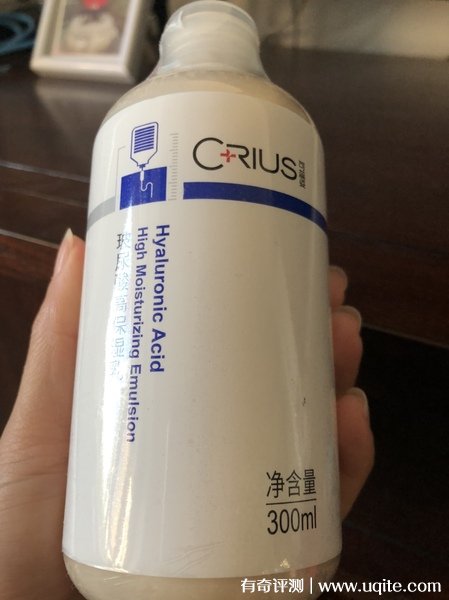 CRIUS
Hyaluronic Acid
High Moisturizing Emulsion
玻尿酸高保湿乳
净含量
300ml
有奇评测 | www.uqite.com